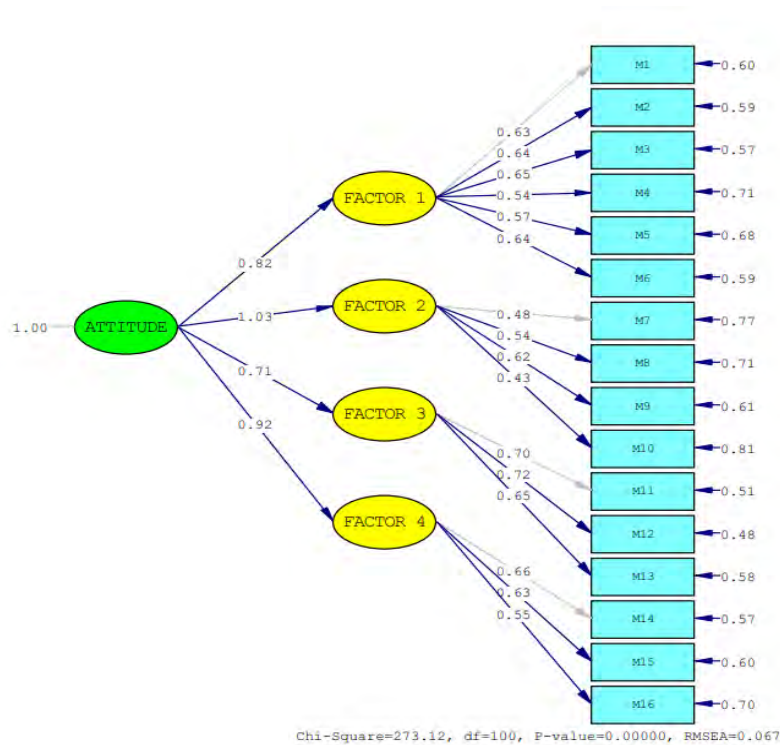 M1
0.60
M2
0.59
0.63
0.64
M3
0.57
0.65
FACTOR 1
0.54
M4
0.71
0.57
M5
0.68
0.64
0.82
M6
0.59
1.00
ATTITUDE
1.03
FACTOR 2
0.48
M7
0.77
0.54
M8
0.71
0.62
0.71
0.43
M9
0.61
FACTOR 3
0.92
M10
0.81
0.70
0.72
M11
0.51
0.65
FACTOR 4
M12
0.48
0.66
M13
0.58
0.63
0.55
M14
0.57
M15
0.60
M16
0.70
Chi-Square=273.12, df=100, P-value=0.00000, RMSEA=0.067